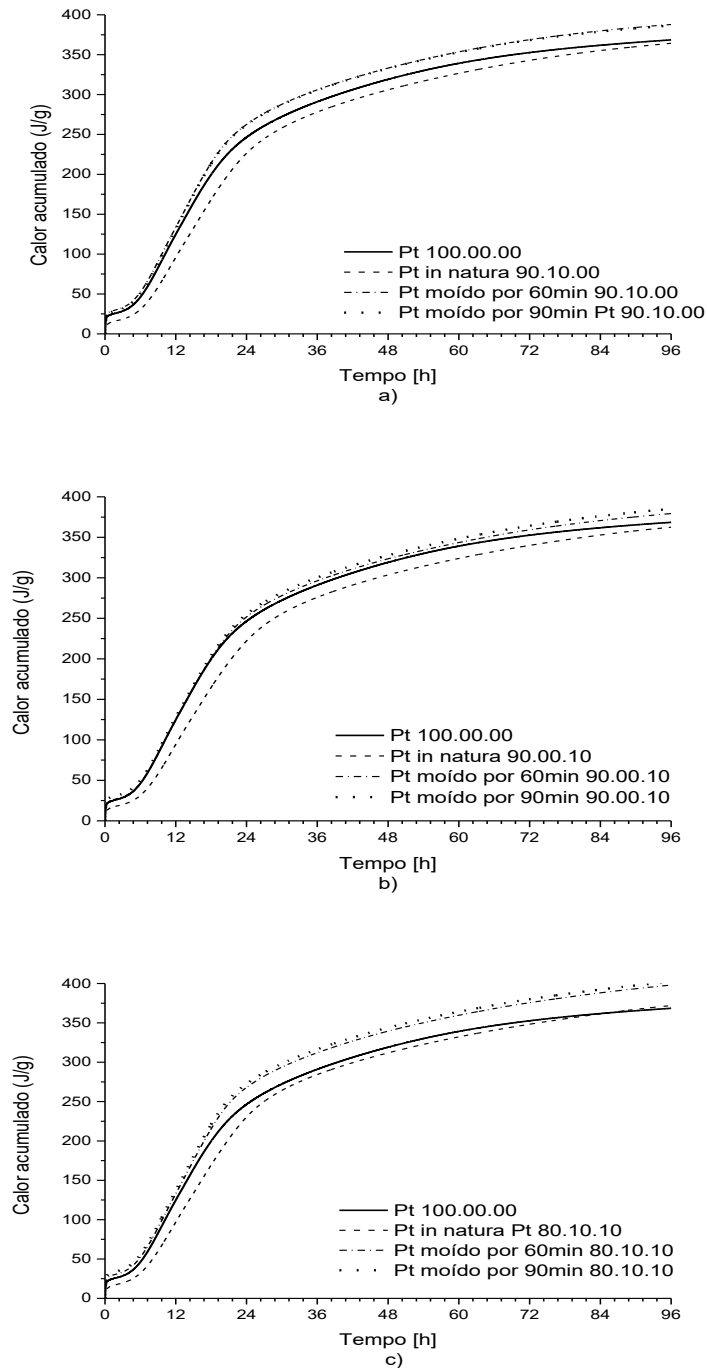 400
350
300
250
200
150
100
50
0
Calor acumulado (J/g)
Pt 100.00.00
Pt in natura 90.10.00
Pt moído por 60min 90.10.00
Pt moído por 90min Pt 90.10.00
0 12 24 36 48 60 72 84 96
Tempo [h]
a)
400
350
300
250
200
150
100
50
0
Calor acumulado (J/g)
Pt 100.00.00
Pt in natura 90.00.10
Pt moído por 60min 90.00.10
Pt moído por 90min 90.00.10
0 12 24 36 48 60 72 84 96
Tempo [h]
b)
400
350
300
250
200
150
100
50
0
Calor acumulado (J/g)
Pt 100.00.00
Pt in natura Pt 80.10.10
Pt moído por 60min 80.10.10
Pt moído por 90min 80.10.10
0 12 24 36 48 60 72 84 96
Tempo [h]
c)